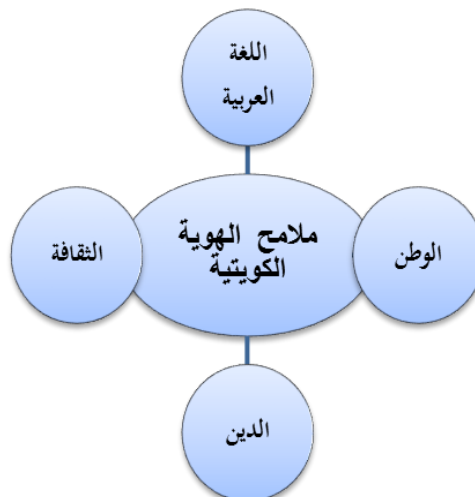 اللغة
العربية
ملامح الهوية
الكويتية
الوطن
الثقافة
الدين